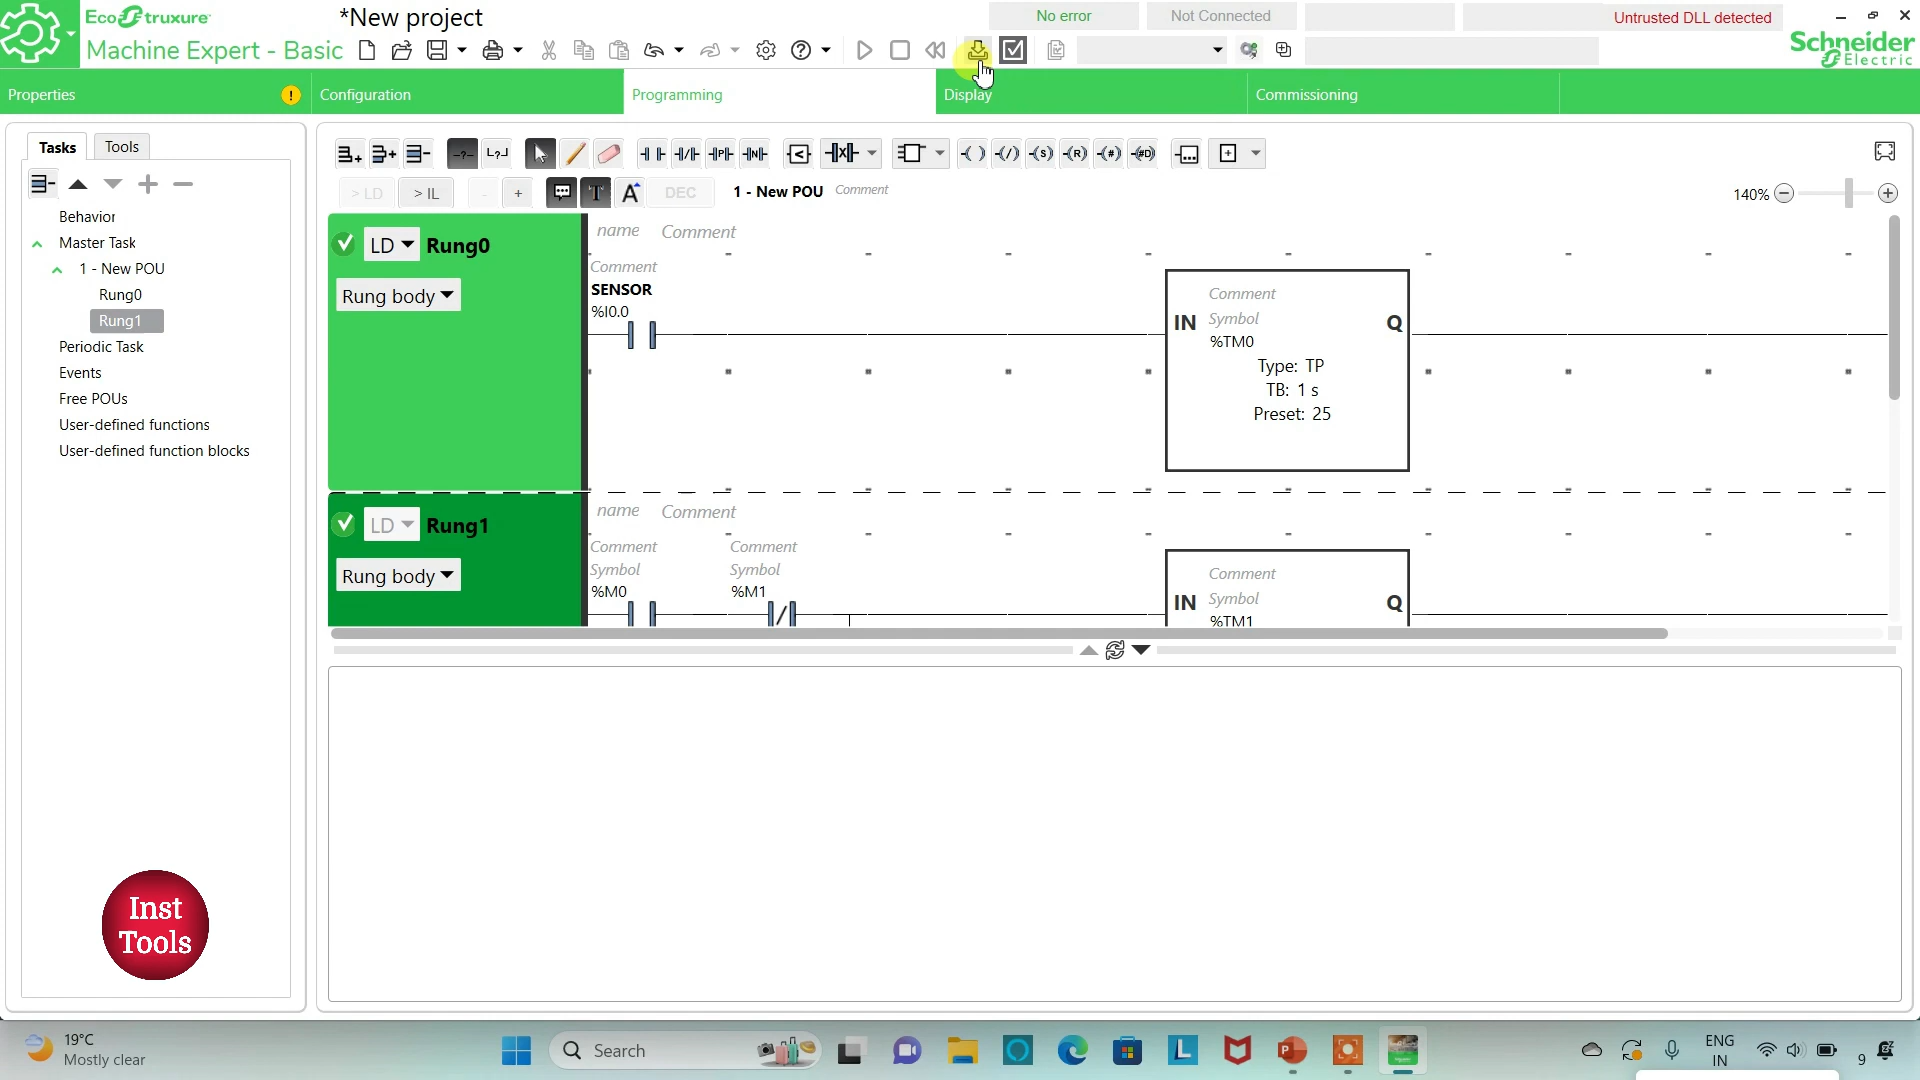 EcoStruxure
Machine Expert - Basic
*New project
No error
Not Connected
Untrusted DLL detected
Schneider
Electric
Properties
Configuration
Programming
Display
Commissioning
Tasks
Tools
Behavior
Master Task
1 - New POU
Rung0
Rung1
Periodic Task
Events
Free POUs
User-defined functions
User-defined function blocks
> LD
> IL
-
+
T
A
DEC
1 - New POU
Comment
140%
LD
Rung0
Rung body
name
Comment
Comment
SENSOR
%I0.0
Comment
IN
Symbol
Q
%TM0
Type: TP
TB: 1 s
Preset: 25
LD
Rung1
Rung body
name
Comment
Comment
Comment
Symbol
Symbol
%M0
%M1
Comment
IN
Symbol
Q
%TM1
Inst
Tools
19°C
Mostly clear
Search
ENG
IN
9